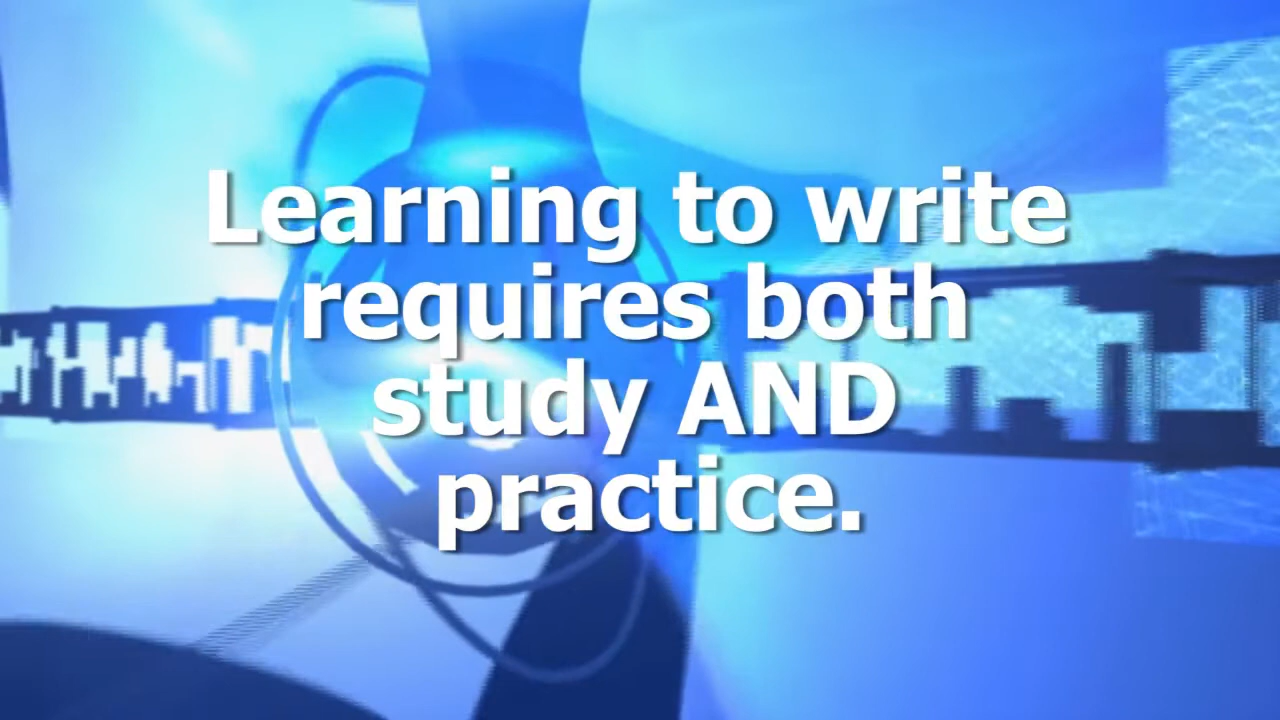 Learning to write
requires both
study AND
practice.